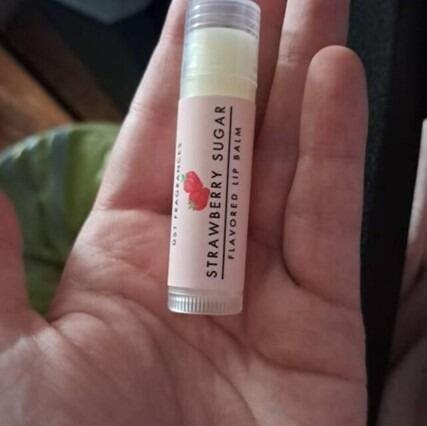 STRAWBERRY SUGAR
FLAVORED LIP BALM
DST FRAGRANCES